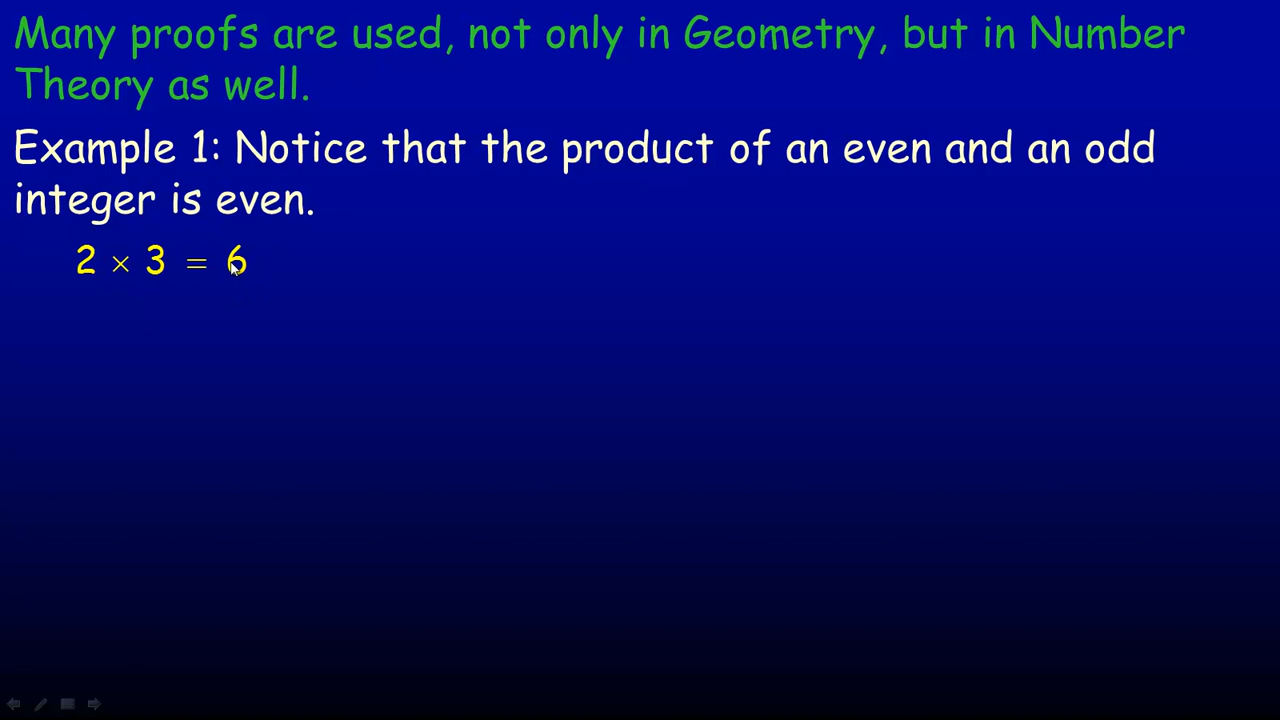 Many proofs are used, not only in Geometry, but in Number
Theory as well.
Example 1: Notice that the product of an even and an odd
integer is even.
2 × 3 = 6